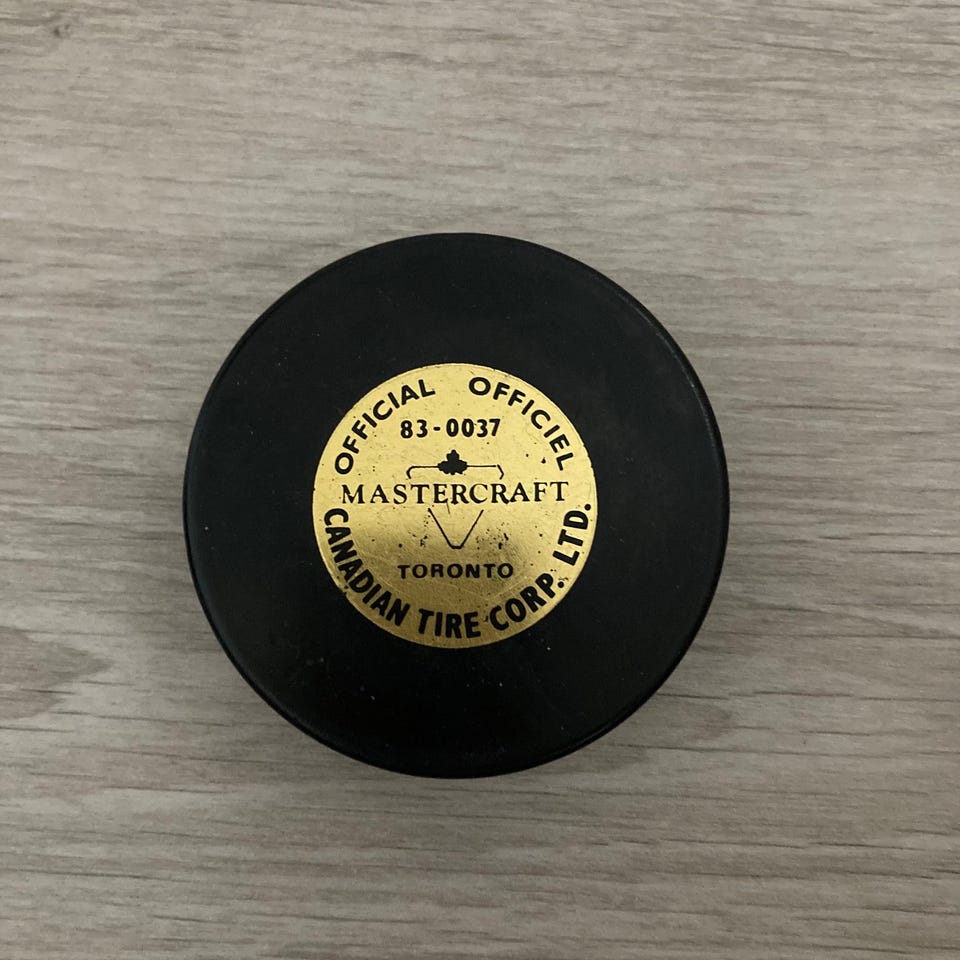 OFFICIAL OFFICIEL
83-0037
MASTERCRAFT
TORONTO
CANADIAN TIRE CORP. LTD.